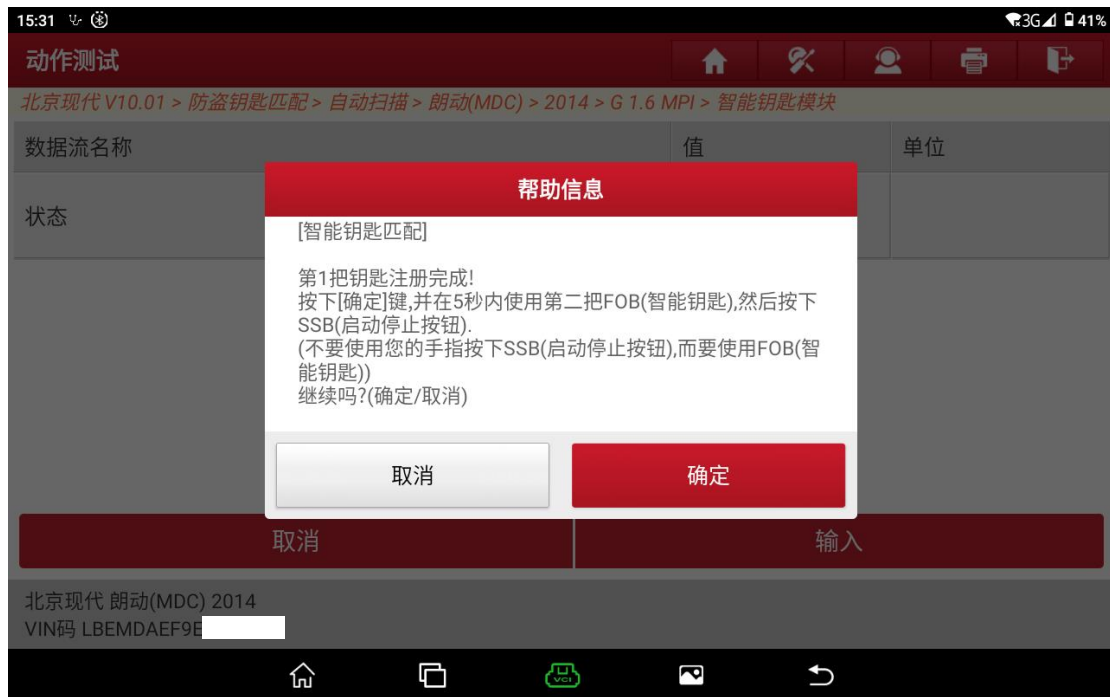 15:31
3G 41%
动作测试
北京现代 V10.01 > 防盗钥匙匹配 > 自动扫描 > 朗动(MDC) > 2014 > G 1.6 MPI > 智能钥匙模块
数据流名称 值 单位
状态
帮助信息
[智能钥匙匹配]
第1把钥匙注册完成!
按下[确定]键,并在5秒内使用第二把FOB(智能钥匙),然后按下
SSB(启动停止按钮).
(不要使用您的手指按下SSB(启动停止按钮),而要使用FOB(智
能钥匙))
继续吗?(确定/取消)
取消 确定
取消 输入
北京现代 朗动(MDC) 2014
VIN码 LBEMDAEF9E
VCI